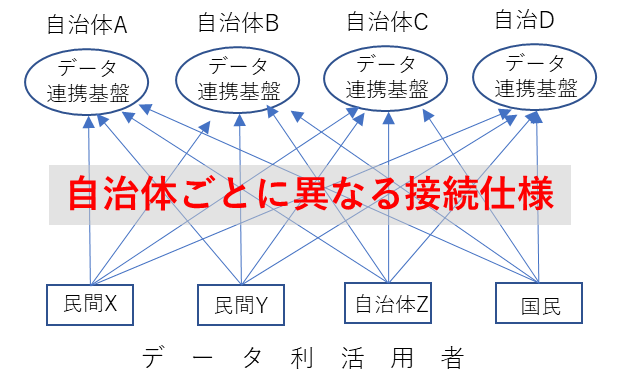 自治体A
自治体B
自治体C
自治D
データ
連携基盤
データ
連携基盤
データ
連携基盤
データ
連携基盤
自治体ごとに異なる接続仕様
民間X
民間Y
自治体Z
国民
データ利活用者